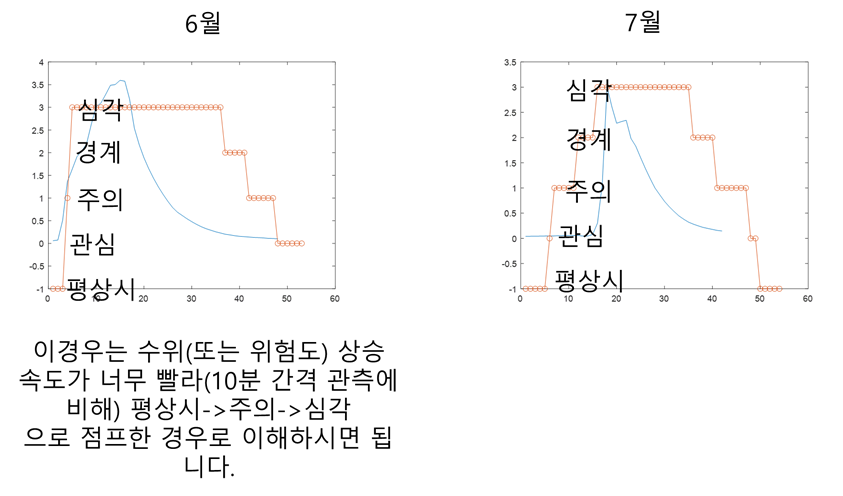 6월
7월
4
3.5
3
2.5
2
1.5
1
0.5
0
-0.5
-1
심각
경계
주의
관심
평상시
0
10
20
30
40
50
60
3.5
3
2.5
2
1.5
1
0.5
0
-0.5
-1
심각
경계
주의
관심
평상시
0
10
20
30
40
50
60
이경우는 수위(또는 위험도) 상승
속도가 너무 빨라(10분 간격 관측에
비해) 평상시->주의->심각
으로 점프한 경우로 이해하시면 됩
니다.